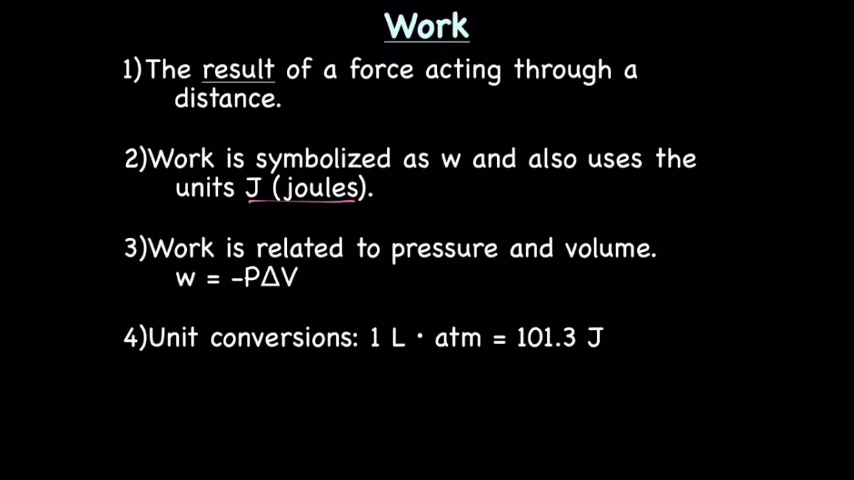 Work
1)The result of a force acting through a
distance.
2)Work is symbolized as w and also uses the
units J (joules).
3)Work is related to pressure and volume.
w = -PΔV
4)Unit conversions: 1 L · atm = 101.3 J